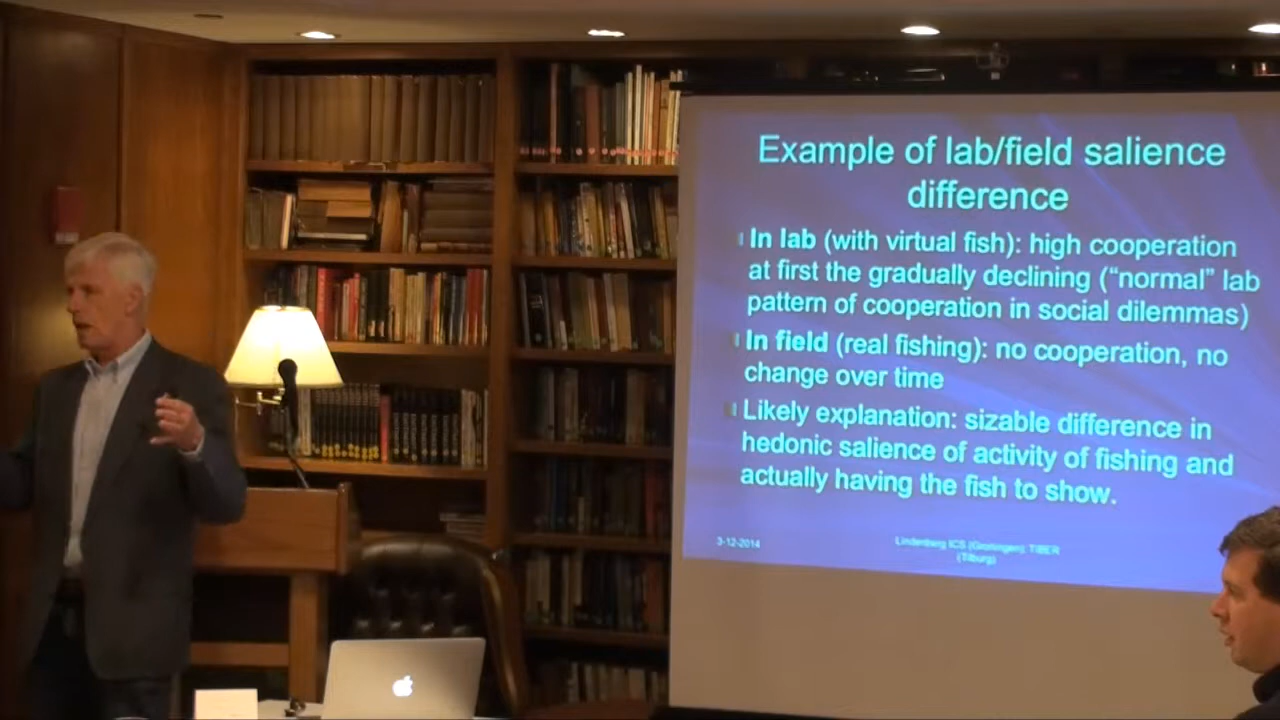 Example of lab/field salience
difference
In lab (with virtual fish): high cooperation
at first the gradually declining ("normal" lab
pattern of cooperation in social dilemmas)
In field (real fishing): no cooperation, no
change over time
Likely explanation: sizable difference in
hedonic salience of activity of fishing and
actually having the fish to show.
3-12-2014
Lindenberg ICS (Groningen); TIBER
(Tilburg)